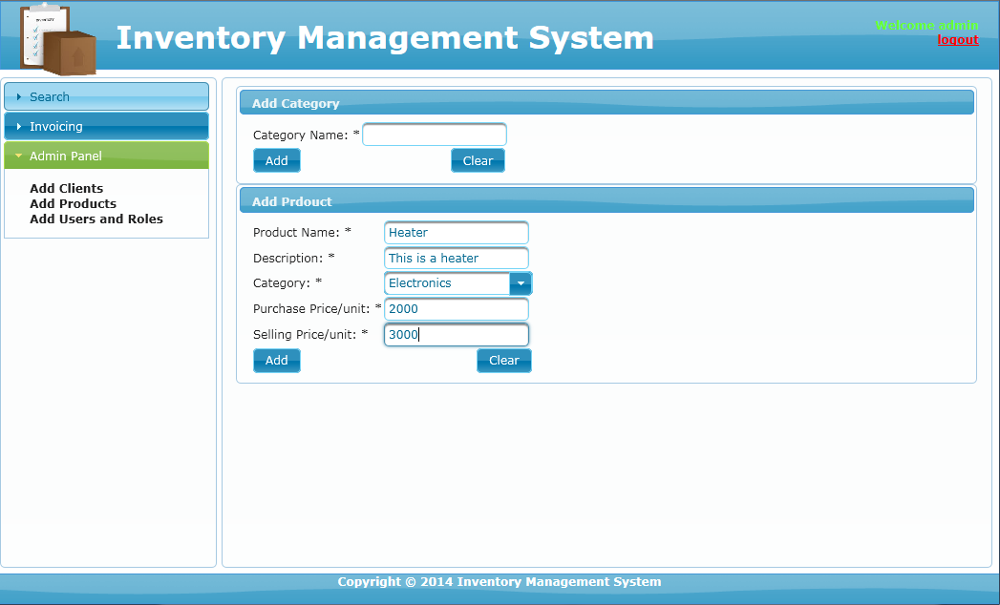 Inventory Management System
Welcome admin
logout
Search
Invoicing
Admin Panel
Add Clients
Add Products
Add Users and Roles
Add Category
Category Name: *
Add Clear
Add Prdouct
Product Name: * Heater
Description: * This is a heater
Category: * Electronics
Purchase Price/unit: * 2000
Selling Price/unit: * 3000
Add Clear
Copyright © 2014 Inventory Management System